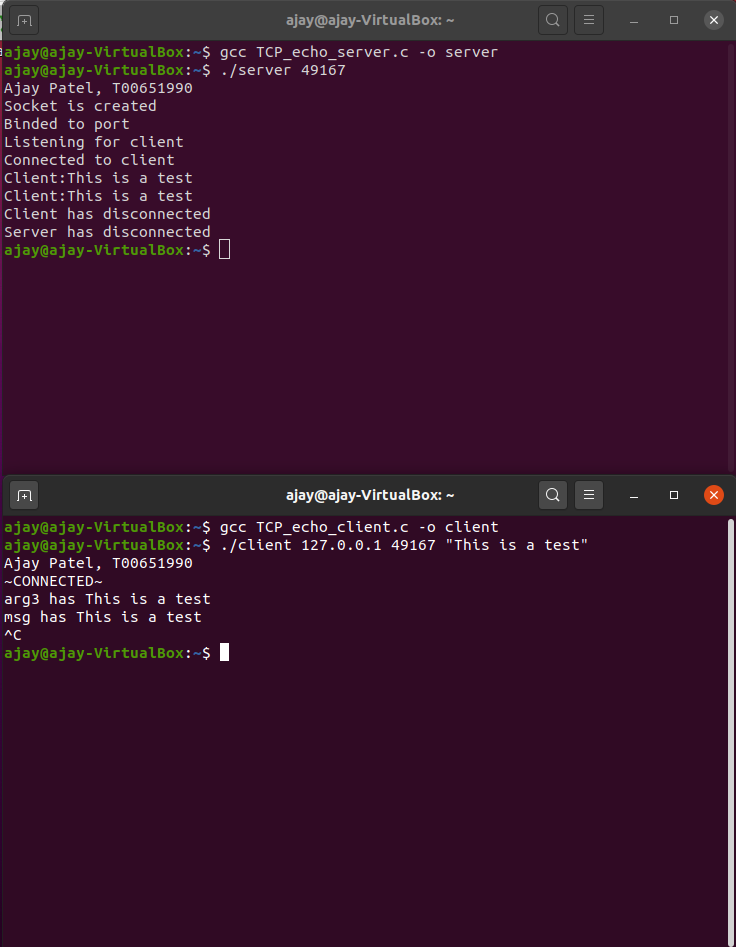 ajay@ajay-VirtualBox: ~
ajay@ajay-VirtualBox:~$ gcc TCP_echo_server.c -o server
ajay@ajay-VirtualBox:~$ ./server 49167
Ajay Patel, T00651990
Socket is created
Binded to port
Listening for client
Connected to client
Client:This is a test
Client:This is a test
Client has disconnected
Server has disconnected
ajay@ajay-VirtualBox:~$
ajay@ajay-VirtualBox: ~
ajay@ajay-VirtualBox:~$ gcc TCP_echo_client.c -o client
ajay@ajay-VirtualBox:~$ ./client 127.0.0.1 49167 "This is a test"
Ajay Patel, T00651990
~CONNECTED~
arg3 has This is a test
msg has This is a test
^C
ajay@ajay-VirtualBox:~$